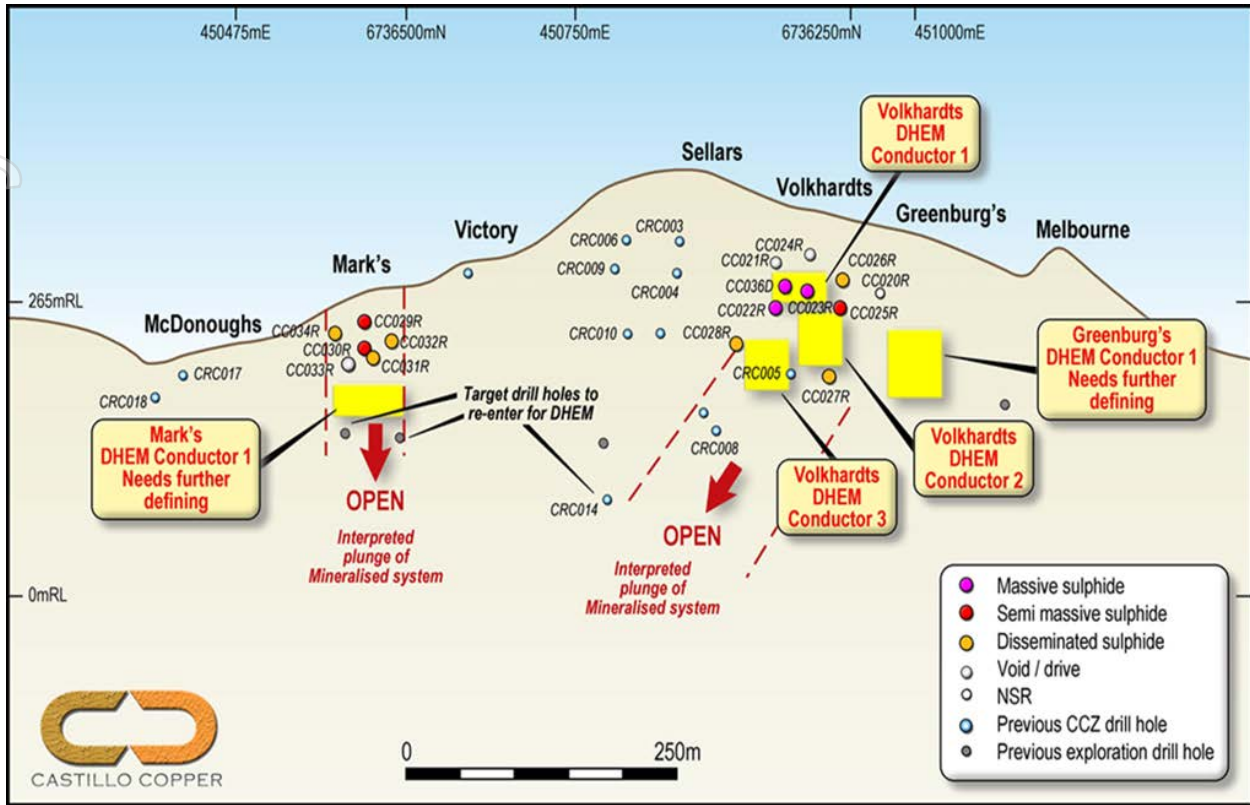 450475mE
6736500mN
450750mE
6736250mN
451000mE
Volkhardts
DHEM
Conductor 1
Sellars
Volkhardts
Greenburg's
Melbourne
Victory
Mark's
McDonoughs
265mRL
CRC003
CRC006
CRC009
CRC004
CRC010
CC024R
CC021R
CC026R
CC020R
CC036D
CC022R
CC023R
CC025R
CC028R
CRC005
CC027R
CRC008
CRC014
CC029R
CC034R
CC030R
CC032R
CC033R
CC031R
CRC017
CRC018
Target drill holes to
re-enter for DHEM
Mark's
DHEM Conductor 1
Needs further
defining
Greenburg's
DHEM Conductor 1
Needs further
defining
Volkhardts
DHEM
Conductor 2
Volkhardts
DHEM
Conductor 3
OPEN
Interpreted
plunge of
Mineralised system
OPEN
Interpreted
plunge of
Mineralised system
0mRL
Massive sulphide
Semi massive sulphide
Disseminated sulphide
Void / drive
NSR
Previous CCZ drill hole
Previous exploration drill hole
0
250m
CASTILLO COPPER